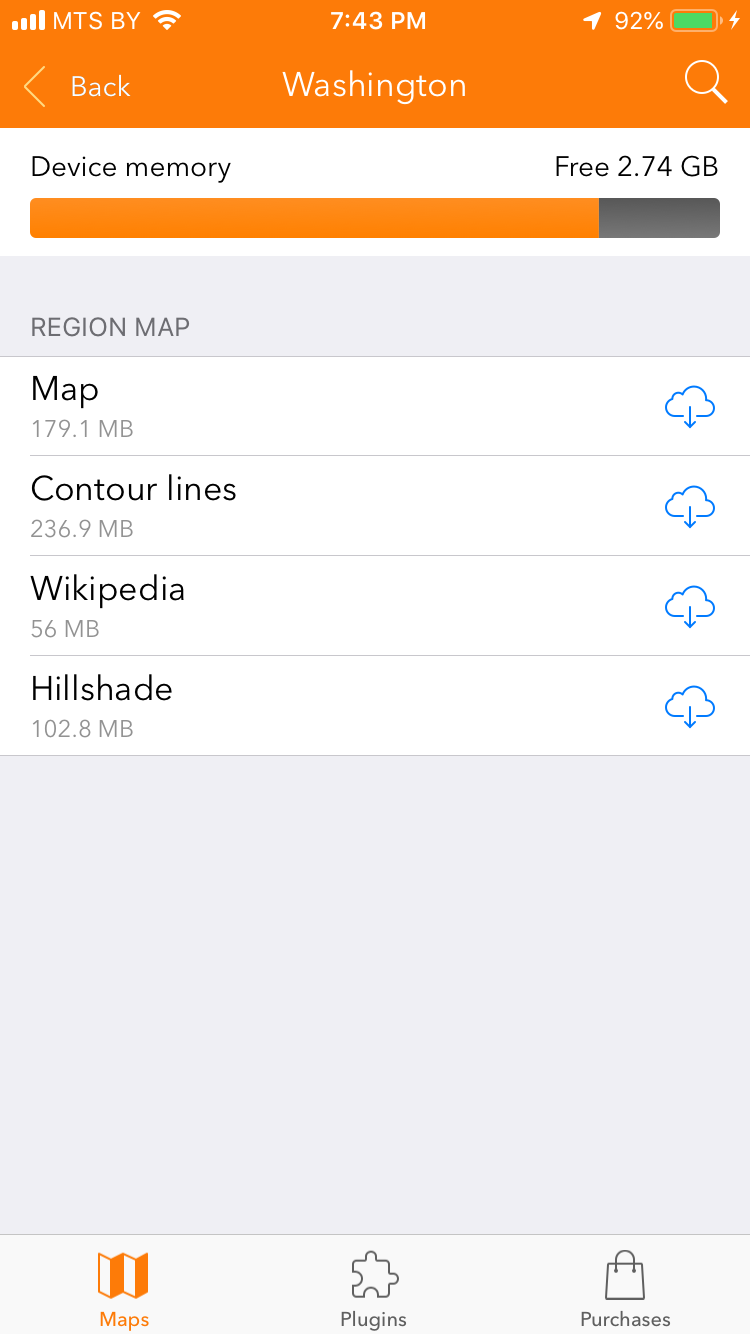 MTS BY 7:43 PM 92%
Back Washington
Device memory Free 2.74 GB
REGION MAP
Map
179.1 MB
Contour lines
236.9 MB
Wikipedia
56 MB
Hillshade
102.8 MB
Maps Plugins Purchases